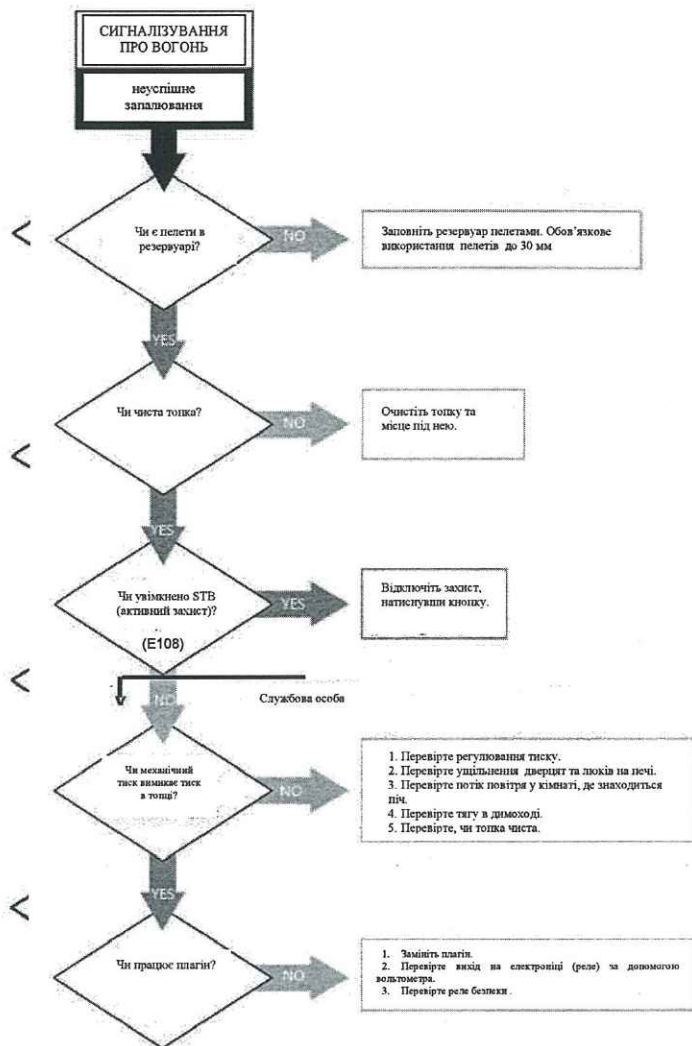 СИГНАЛІЗУВАННЯ
ПРО ВОГОНЬ
неуспішне
запалювання
Чи є пелети в
резервуарі?
NO
Заповніть резервуар пелетами. Обов’язкове
використання пелетів до 30 мм
YES
Чи чиста топка?
NO
Очистіть топку та
місце під нею.
YES
Чи увімкнено STB
(активний захист)?
(E108)
YES
Відключіть захист,
натиснувши кнопку.
NO
Службова особа
Чи механічний
тиск вимикає тиск
в топці?
NO
1. Перевірте регулювання тиску.
2. Перевірте ущільнення дверцят та люків на печі.
3. Перевірте потік повітря у кімнаті, де знаходиться
піч.
4. Перевірте тягу в димоході.
5. Перевірте, чи топка чиста.
YES
Чи працює плагін?
NO
1. Замініть плагін.
2. Перевірте вихід на електроніці (реле) за допомогою
вольтометра.
3. Перевірте реле безпеки .